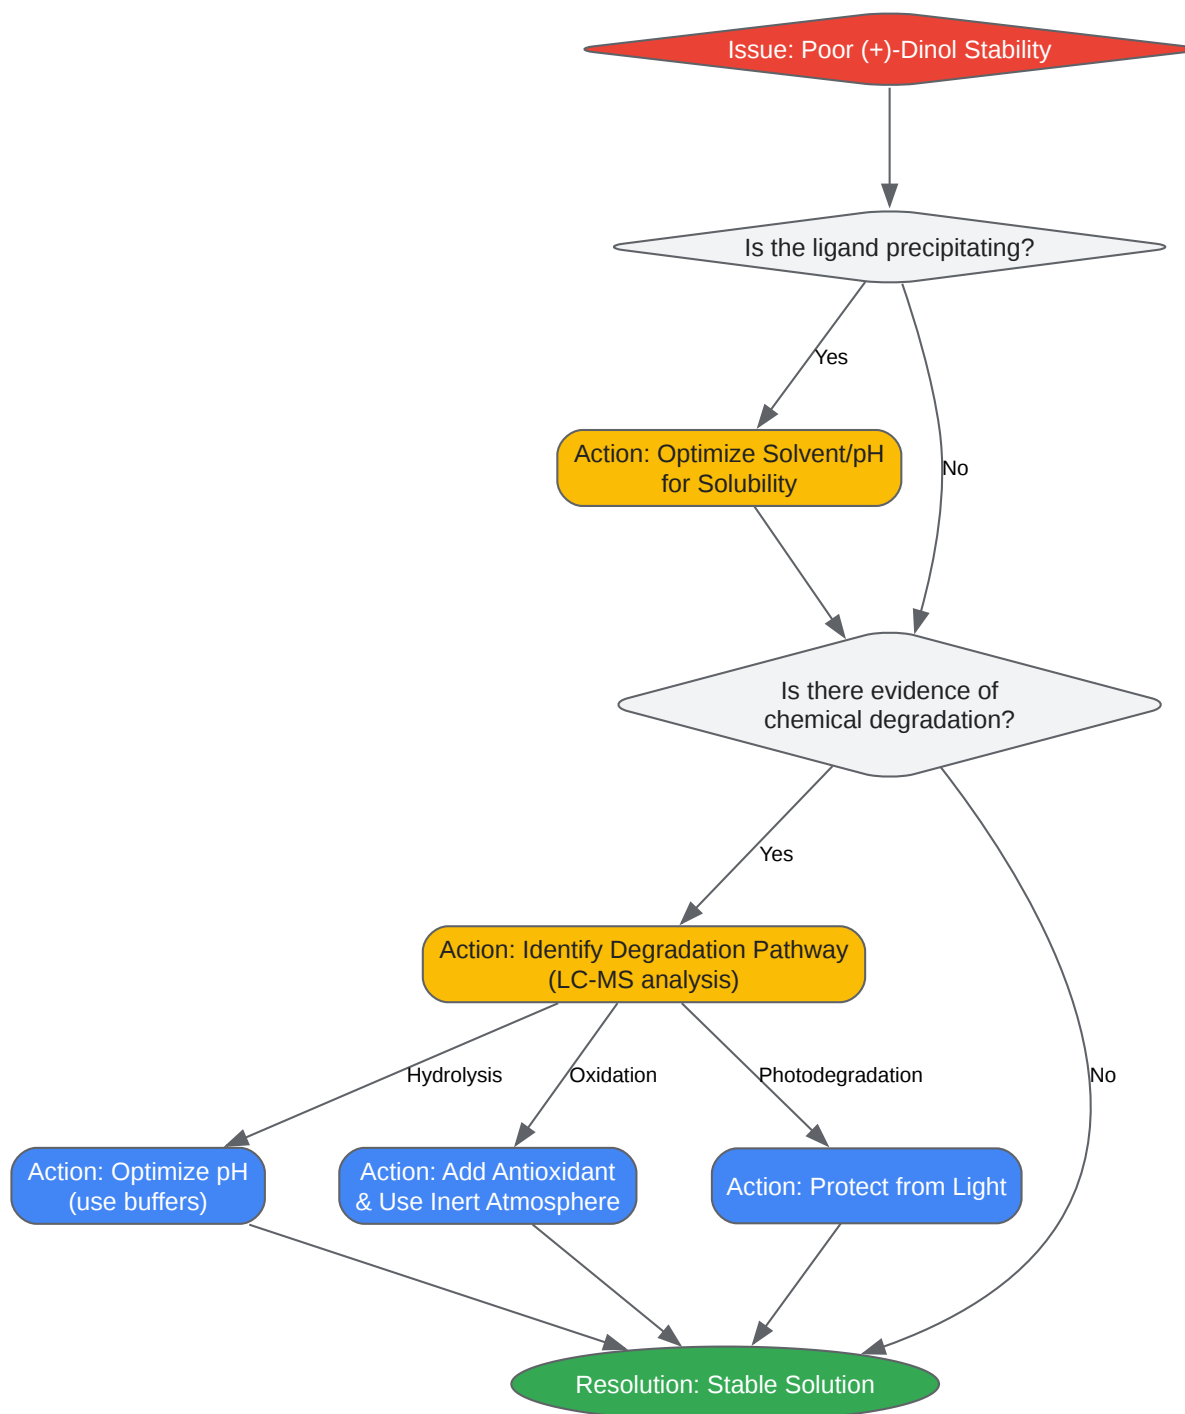 Issue: Poor (+)-Dinol Stability
Is the ligand precipitating?
Yes
Action: Optimize Solvent/pH
for Solubility
No
Is there evidence of
chemical degradation?
Yes
Action: Identify Degradation Pathway
(LC-MS analysis)
Hydrolysis
Oxidation
Photodegradation
No
Action: Optimize pH
(use buffers)
Action: Add Antioxidant
& Use Inert Atmosphere
Action: Protect from Light
Resolution: Stable Solution